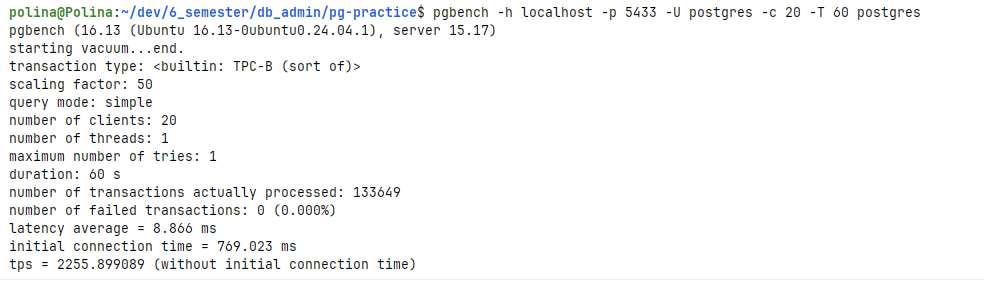 polina@Polina:~/dev/6_semester/db_admin/pg-practice$ pgbench -h localhost -p 5433 -U postgres -c 20 -T 60 postgres
pgbench (16.13 (Ubuntu 16.13-0ubuntu0.24.04.1), server 15.17)
starting vacuum...end.
transaction type: <builtin: TPC-B (sort of)>
scaling factor: 50
query mode: simple
number of clients: 20
number of threads: 1
maximum number of tries: 1
duration: 60 s
number of transactions actually processed: 133649
number of failed transactions: 0 (0.000%)
latency average = 8.866 ms
initial connection time = 769.023 ms
tps = 2255.899089 (without initial connection time)